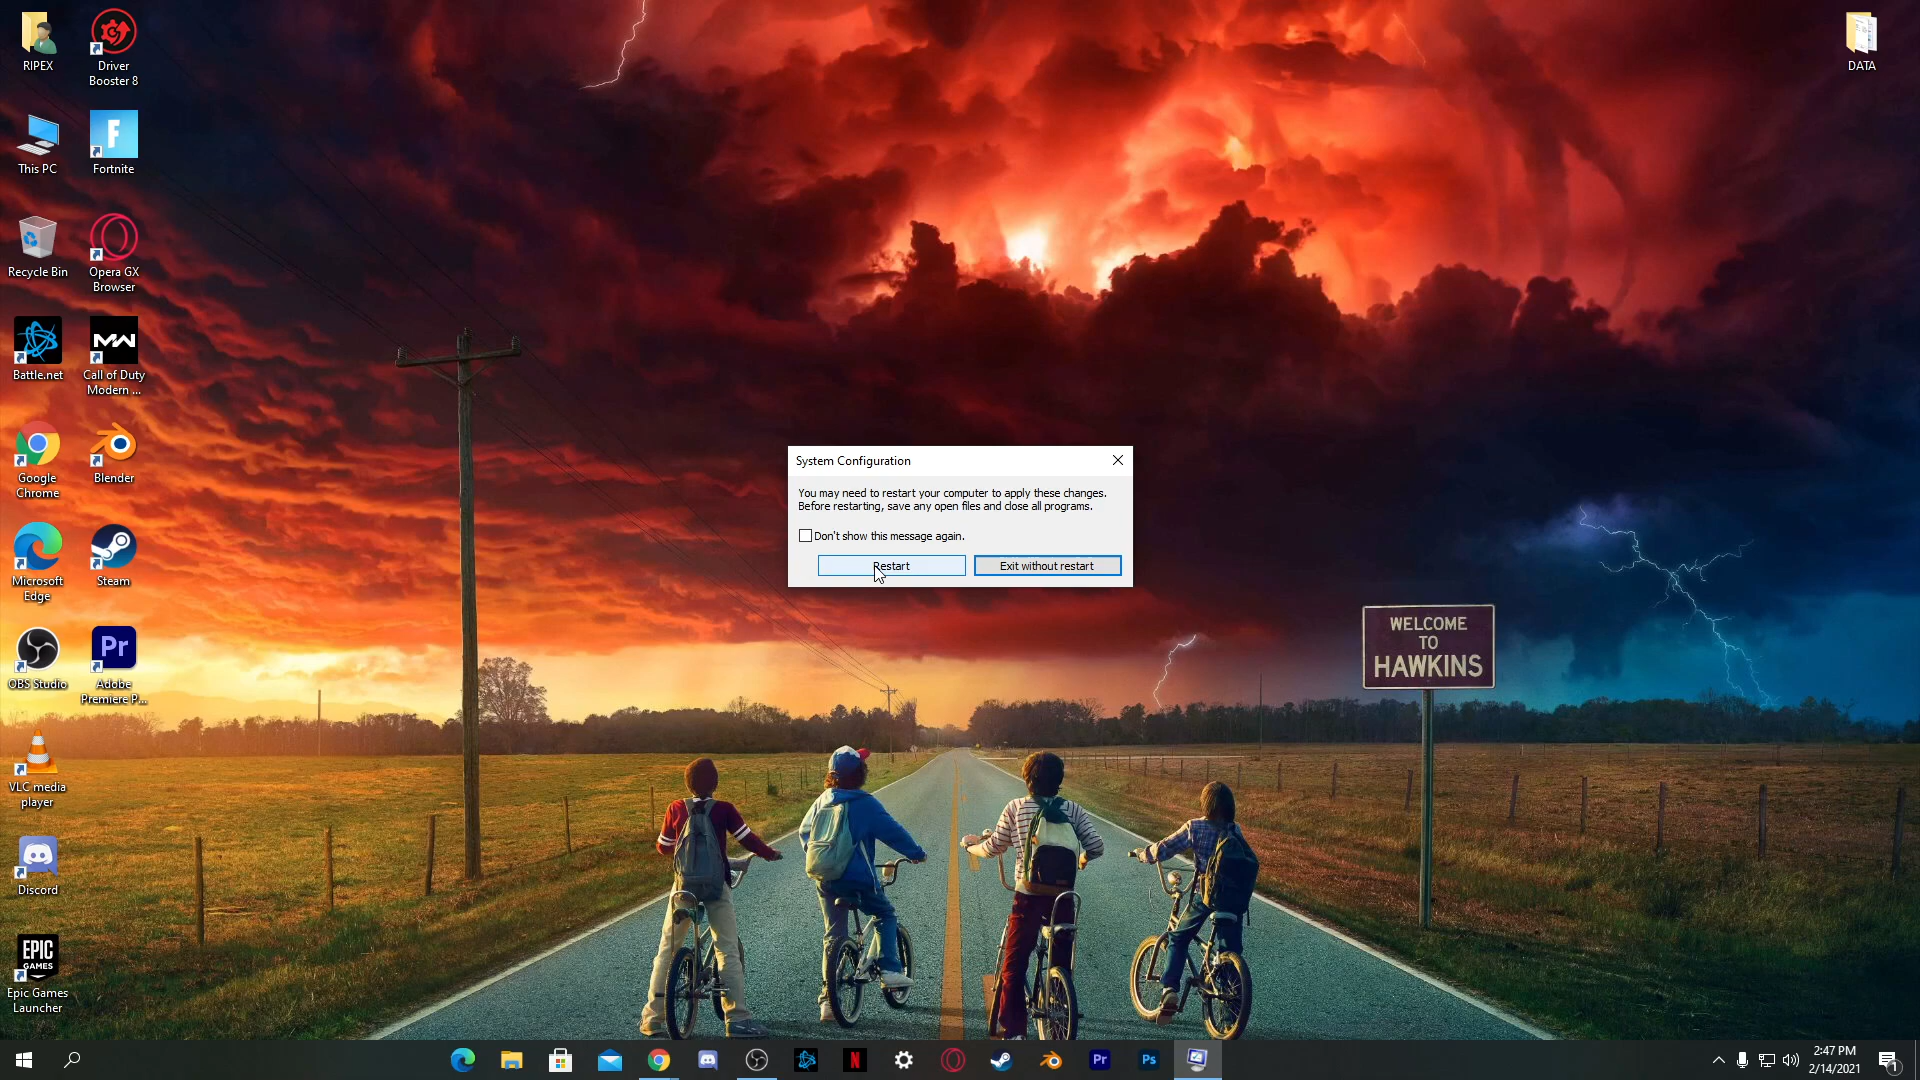 RIPEX
Driver
Booster 8
DATA
This PC
F
Fortnite
Recycle Bin
Opera GX
Browser
Battle.net
MW
Call of Duty
Modern ...
Google
Chrome
Blender
Microsoft
Edge
Steam
OBS Studio
Pr
Adobe
Premiere P...
VLC media
player
Discord
EPIC
GAMES
Epic Games
Launcher
System Configuration
You may need to restart your computer to apply these changes.
Before restarting, save any open files and close all programs.
Don't show this message again.
Restart
Exit without restart
WELCOME
TO
HAWKINS
N
Pr
Ps
2:47 PM
2/14/2021
1